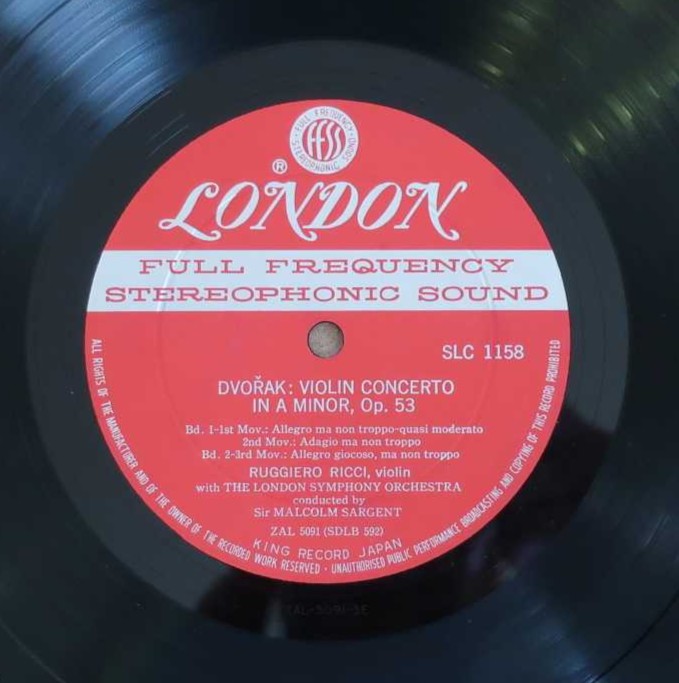 FULL FREQUENCY STEREOPHONIC SOUND
FFSS
®
LONDON
FULL FREQUENCY
STEREOPHONIC SOUND
SLC 1158
DVOŘAK: VIOLIN CONCERTO
IN A MINOR, Op. 53
Bd. 1-1st Mov.: Allegro ma non troppo-quasi moderato
2nd Mov.: Adagio ma non troppo
Bd. 2-3rd Mov.: Allegro giocoso, ma non troppo
RUGGIERO RICCI, violin
with THE LONDON SYMPHONY ORCHESTRA
conducted by
Sir MALCOLM SARGENT
ZAL 5091 (SDLB 592)
KING RECORD JAPAN
ALL RIGHTS OF THE MANUFACTURER AND OF THE OWNER OF THE RECORDED WORK RESERVED · UNAUTHORISED PUBLIC PERFORMANCE BROADCASTING AND COPYING OF THIS RECORD PROHIBITED